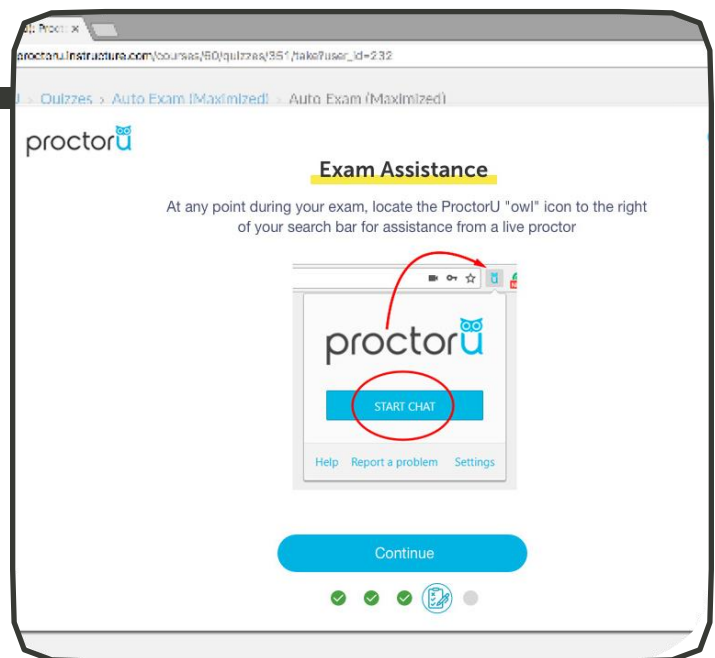 proctoru.instructure.com/courses/60/quizzes/351/take?user_id=232
Quizzes > Auto Exam (Maximized) > Auto Exam (Maximized)
proctorU
Exam Assistance
At any point during your exam, locate the ProctorU "owl" icon to the right
of your search bar for assistance from a live proctor
proctorU
START CHAT
Help Report a problem Settings
Continue